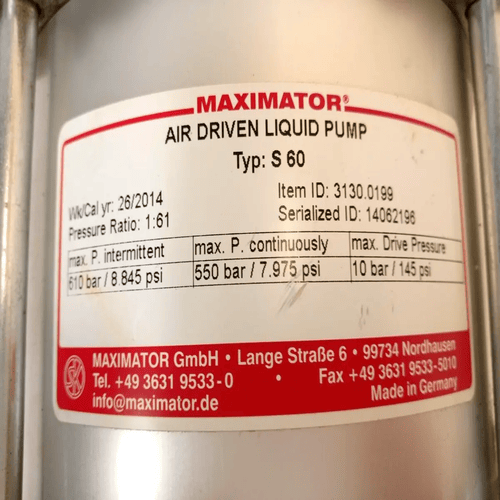 MAXIMATOR®
AIR DRIVEN LIQUID PUMP
Typ: S 60
Wk/Cal yr: 26/2014
Item ID: 3130.0199
Pressure Ratio: 1:61
Serialized ID: 14062196
max. P. intermittent max. P. continuously max. Drive Pressure
610 bar / 8.845 psi 550 bar / 7.975 psi 10 bar / 145 psi
MAXIMATOR GmbH • Lange Straße 6 • 99734 Nordhausen
Tel. +49 3631 9533-0 • Fax +49 3631 9533-5010
info@maximator.de Made in Germany